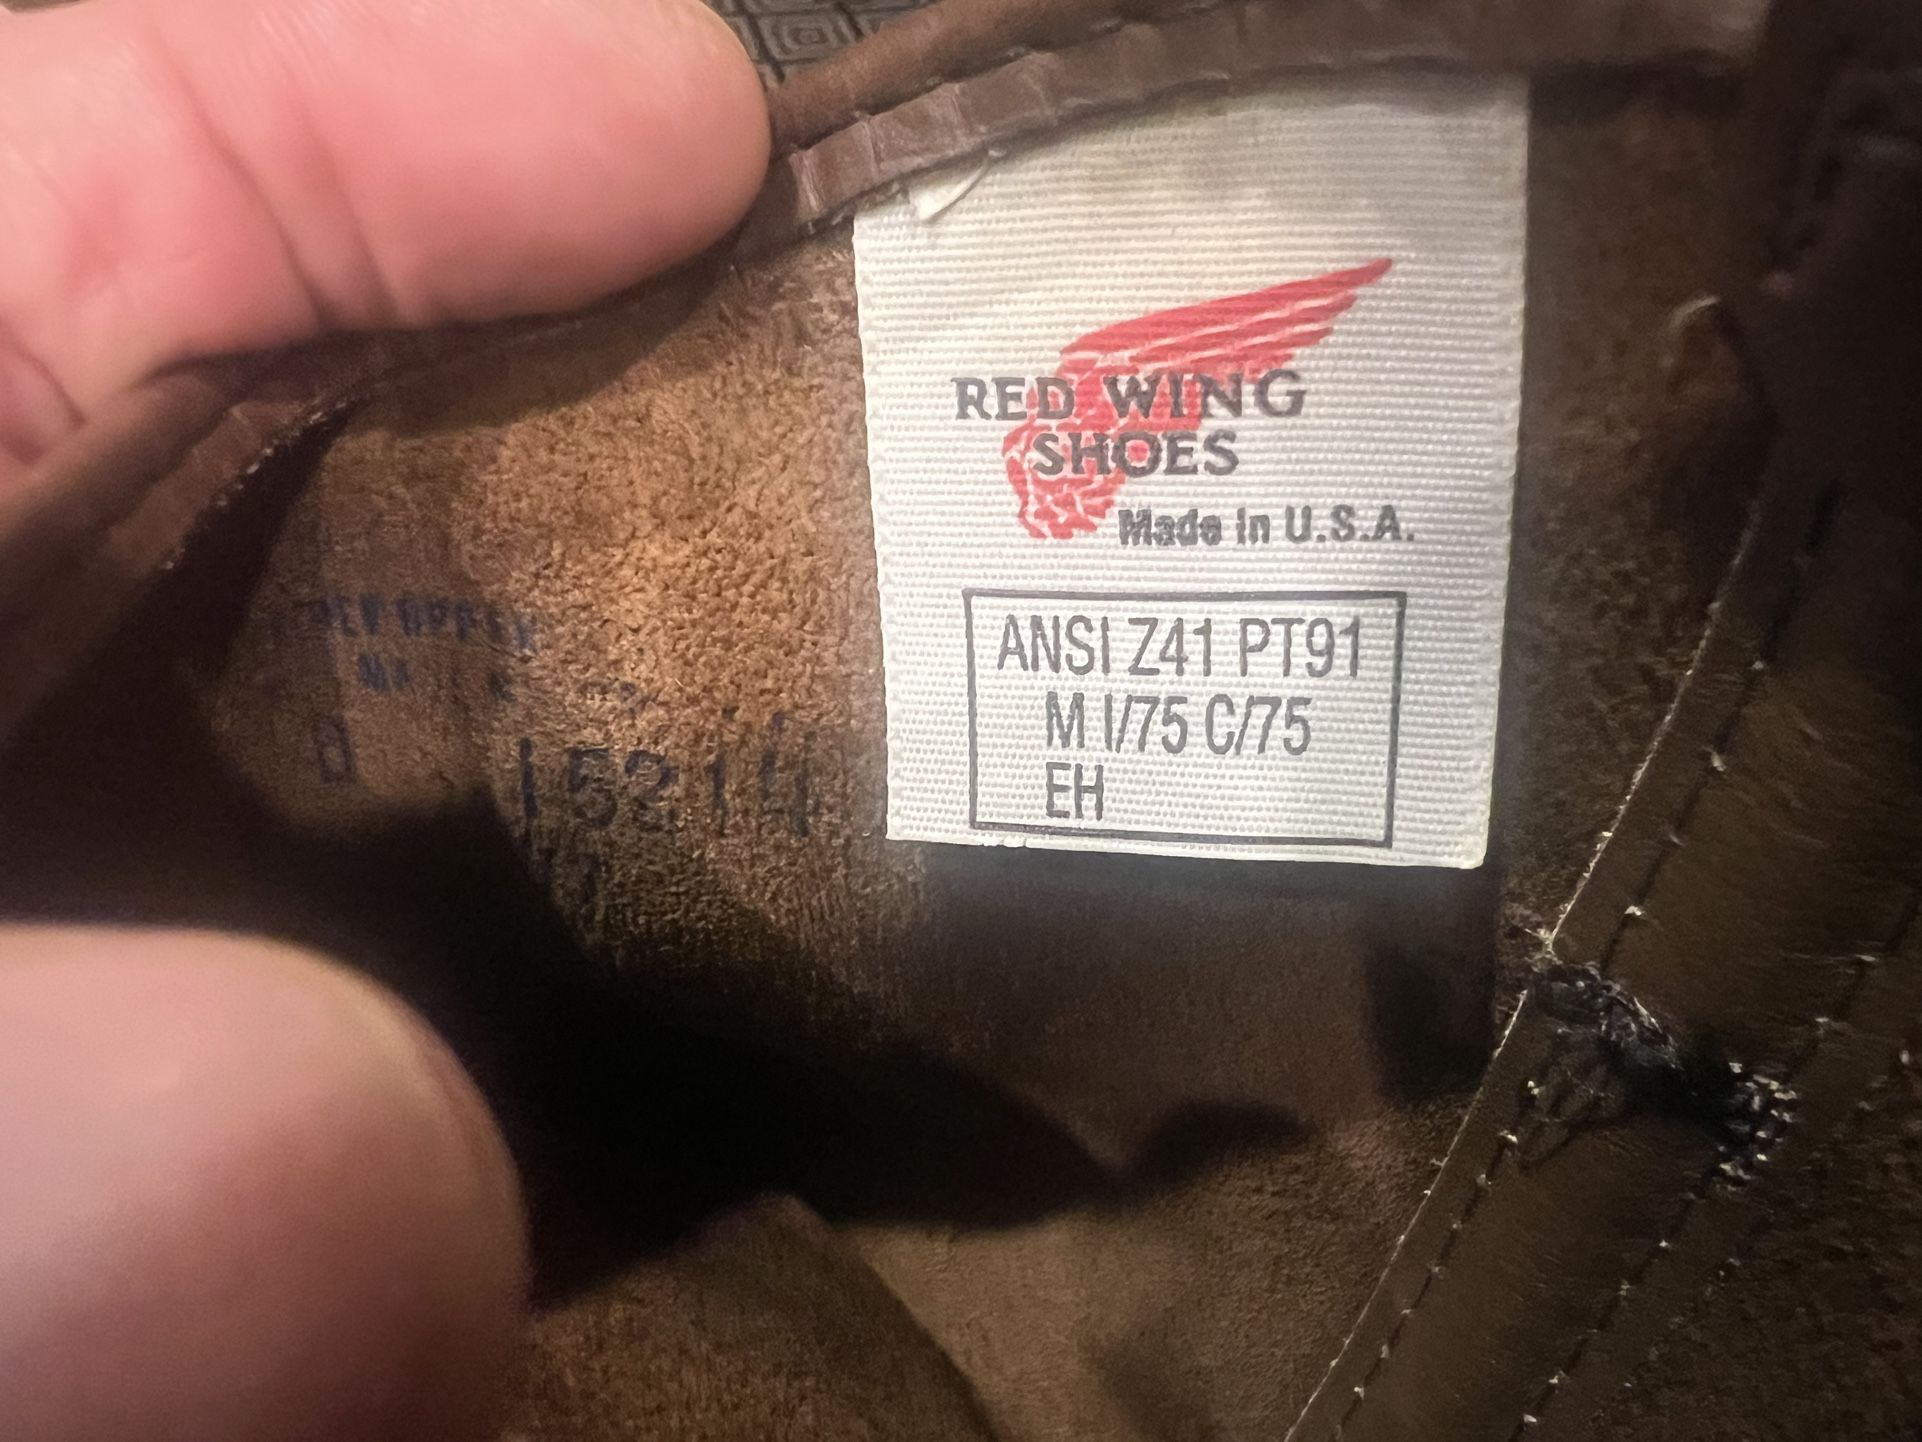 RED WING
SHOES
Made in U.S.A.
ANSI Z41 PT91
M I/75 C/75
EH